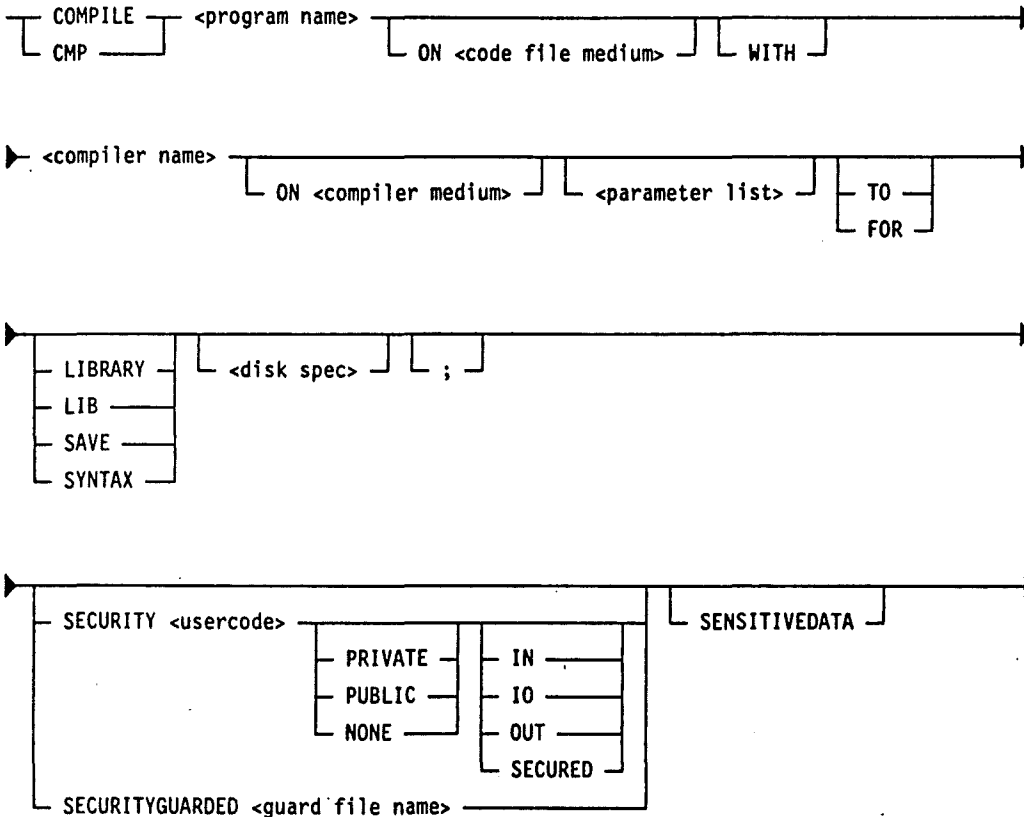 COMPILE <program name>
CMP ON <code file medium> WITH
<compiler name>
ON <compiler medium> <parameter list> TO
FOR
LIBRARY <disk spec> ;
LIB
SAVE
SYNTAX
SECURITY <usercode> SENSITIVEDATA
PRIVATE IN
PUBLIC IO
NONE OUT
SECURED
SECURITYGUARDED <guard file name>